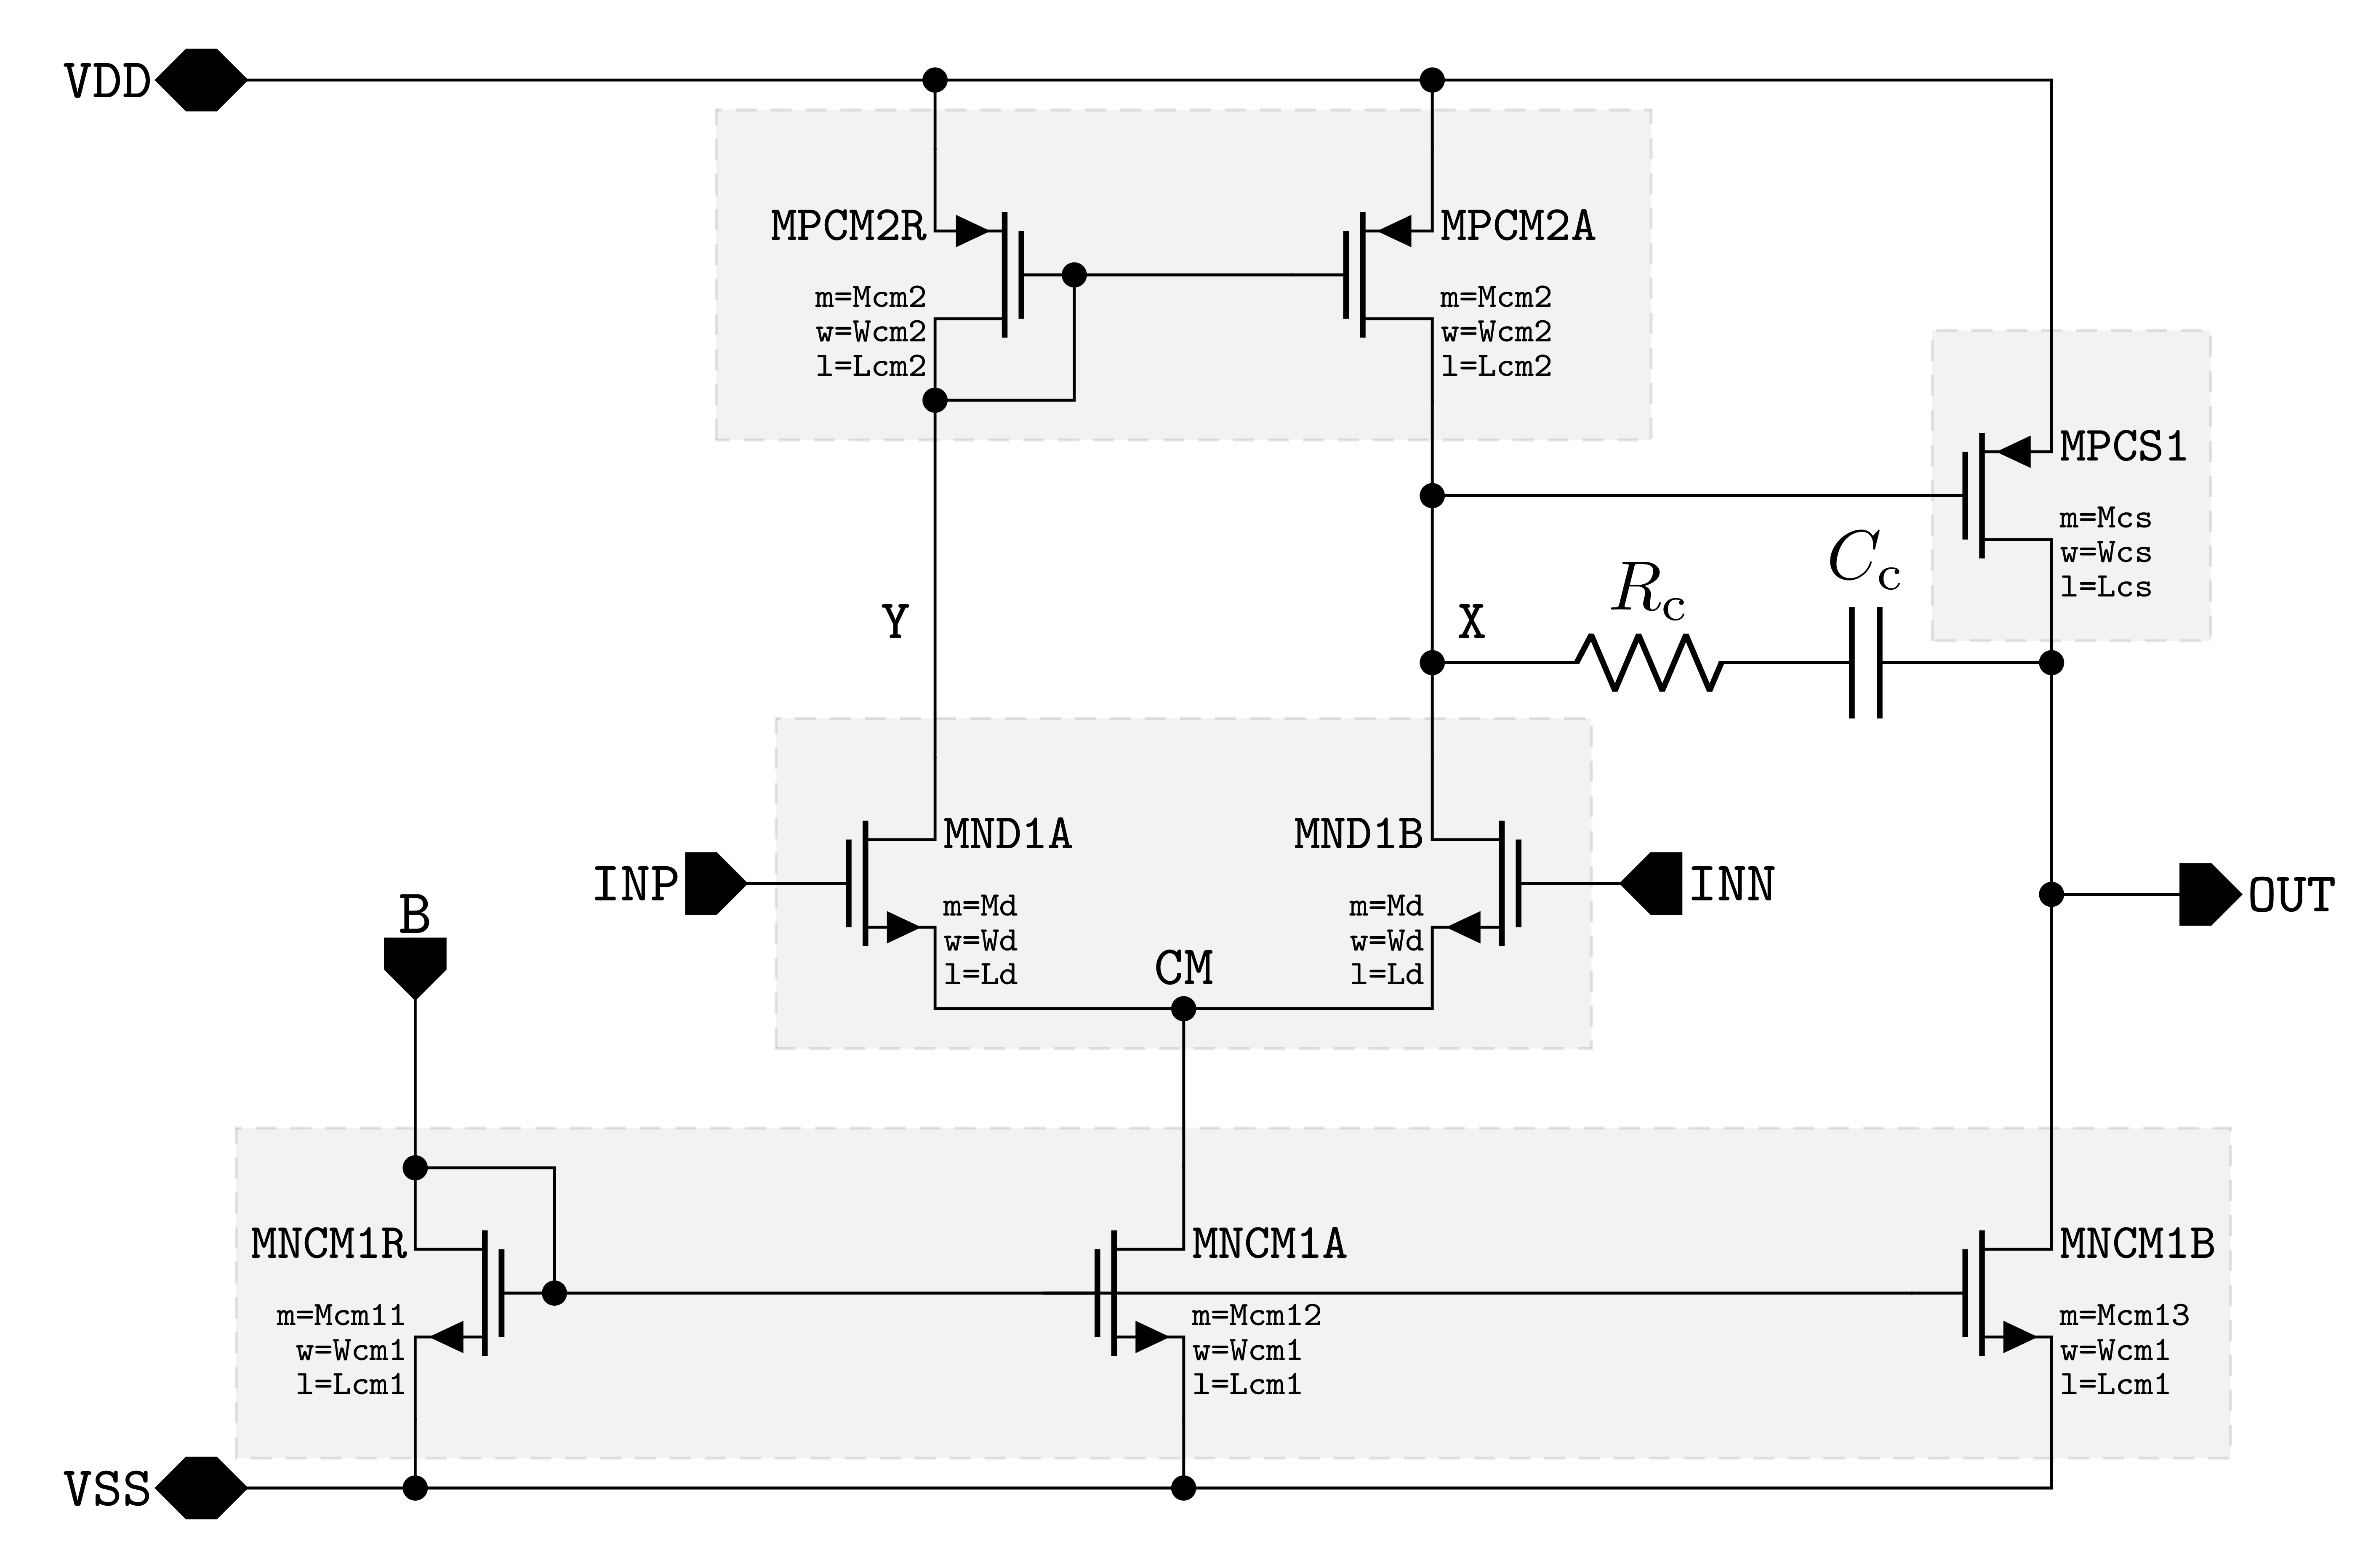 VDD
MPCM2R
m=Mcm2
w=Wcm2
l=Lcm2
MPCM2A
m=Mcm2
w=Wcm2
l=Lcm2
MPCS1
m=Mcs
w=Wcs
l=Lcs
Y
X
Rc
Cc
INP
MND1A
m=Md
w=Wd
l=Ld
MND1B
m=Md
w=Wd
l=Ld
INN
OUT
B
CM
MNCM1R
m=Mcm11
w=Wcm1
l=Lcm1
MNCM1A
m=Mcm12
w=Wcm1
l=Lcm1
MNCM1B
m=Mcm13
w=Wcm1
l=Lcm1
VSS